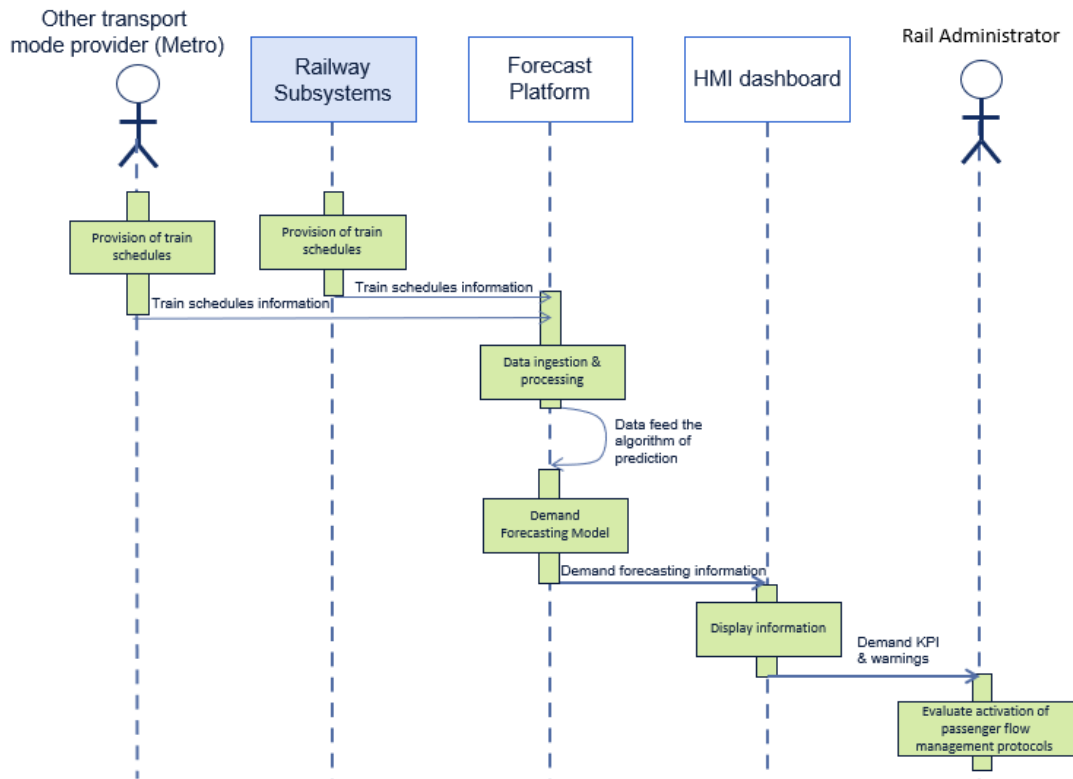 Other transport
mode provider (Metro)
Railway
Subsystems
Forecast
Platform
HMI dashboard
Rail Administrator
Provision of train
schedules
Provision of train
schedules
Train schedules information
Train schedules information
Data ingestion &
processing
Data feed the
algorithm of
prediction
Demand
Forecasting Model
Demand forecasting information
Display information
Demand KPI
& warnings
Evaluate activation of
passenger flow
management protocols